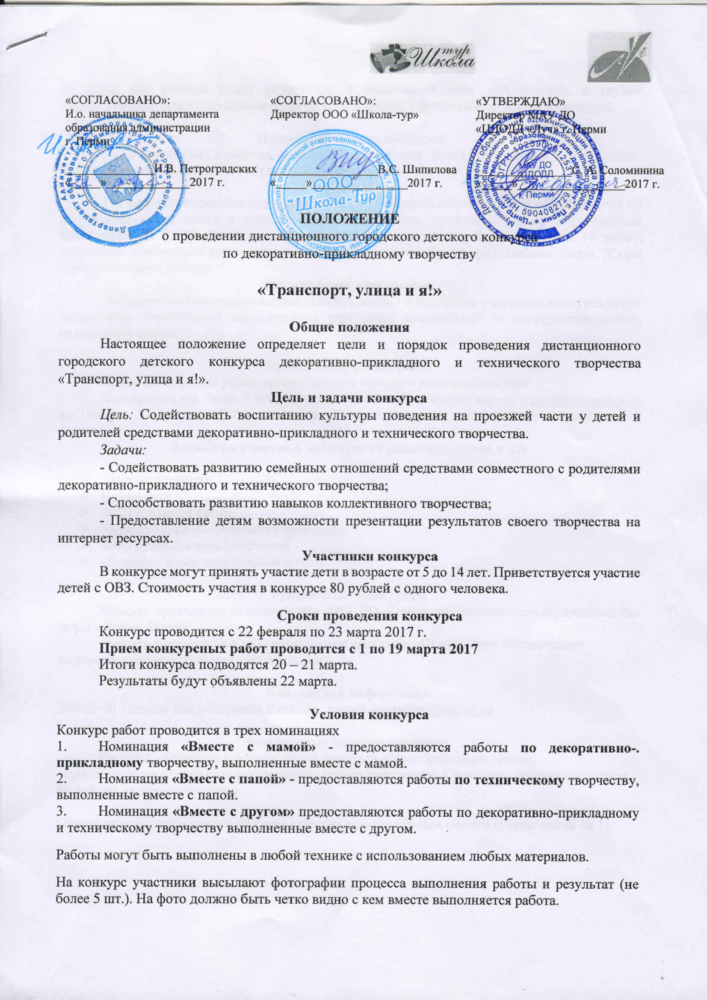 Школа тур
«СОГЛАСОВАНО»:
И.о. начальника департамента
образования администрации
г. Перми
И.В. Петроградских
«____»____________2017 г.
«СОГЛАСОВАНО»:
Директор ООО «Школа-тур»
В.С. Шипилова
«_____»______________2017 г.
ООО
"Школа-Тур"
«УТВЕРЖДАЮ»
Директор МАУ ДО
«ЦДОДД «Луч» г. Перми
С. А. Соломинина
«____»______________2017 г.
МАУ ДО
"ЦДОДД
"Луч"
г. Перми
ИНН 5904082729
ПОЛОЖЕНИЕ
о проведении дистанционного городского детского конкурса
по декоративно-прикладному творчеству
«Транспорт, улица и я!»
Общие положения
Настоящее положение определяет цели и порядок проведения дистанционного
городского детского конкурса декоративно-прикладного и технического творчества
«Транспорт, улица и я!».
Цель и задачи конкурса
Цель: Содействовать воспитанию культуры поведения на проезжей части у детей и
родителей средствами декоративно-прикладного и технического творчества.
Задачи:
- Содействовать развитию семейных отношений средствами совместного с родителями
декоративно-прикладного и технического творчества;
- Способствовать развитию навыков коллективного творчества;
- Предоставление детям возможности презентации результатов своего творчества на
интернет ресурсах.
Участники конкурса
В конкурсе могут принять участие дети в возрасте от 5 до 14 лет. Приветствуется участие
детей с ОВЗ. Стоимость участия в конкурсе 80 рублей с одного человека.
Сроки проведения конкурса
Конкурс проводится с 22 февраля по 23 марта 2017 г.
Прием конкурсных работ проводится с 1 по 19 марта 2017
Итоги конкурса подводятся 20 – 21 марта.
Результаты будут объявлены 22 марта.
Условия конкурса
Конкурс работ проводится в трех номинациях
1. Номинация «Вместе с мамой» - предоставляются работы по декоративно-.
прикладному творчеству, выполненные вместе с мамой.
2. Номинация «Вместе с папой» - предоставляются работы по техническому творчеству,
выполненные вместе с папой.
3. Номинация «Вместе с другом» предоставляются работы по декоративно-прикладному
и техническому творчеству выполненные вместе с другом.
Работы могут быть выполнены в любой технике с использованием любых материалов.
На конкурс участники высылают фотографии процесса выполнения работы и результат (не
более 5 шт.). На фото должно быть четко видно с кем вместе выполняется работа.